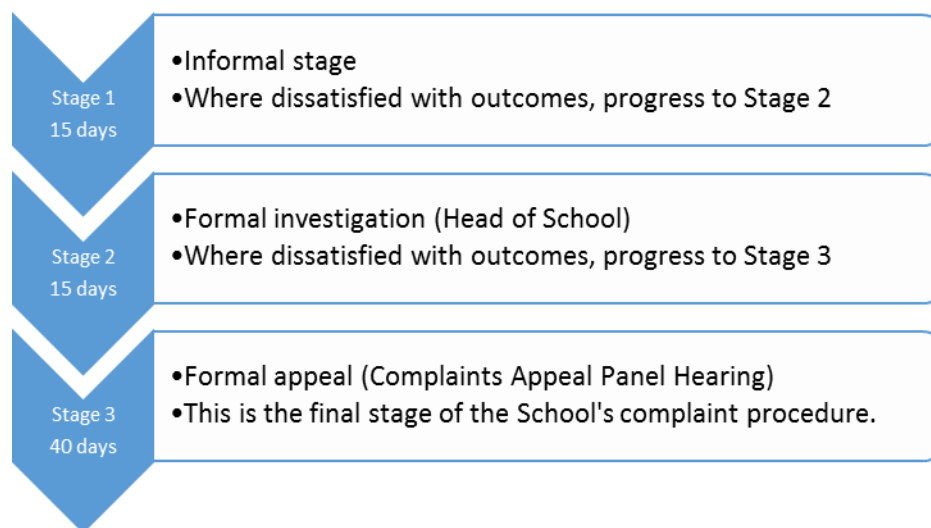 Stage 1
15 days
•Informal stage
•Where dissatisfied with outcomes, progress to Stage 2
Stage 2
15 days
•Formal investigation (Head of School)
•Where dissatisfied with outcomes, progress to Stage 3
Stage 3
40 days
•Formal appeal (Complaints Appeal Panel Hearing)
•This is the final stage of the School's complaint procedure.